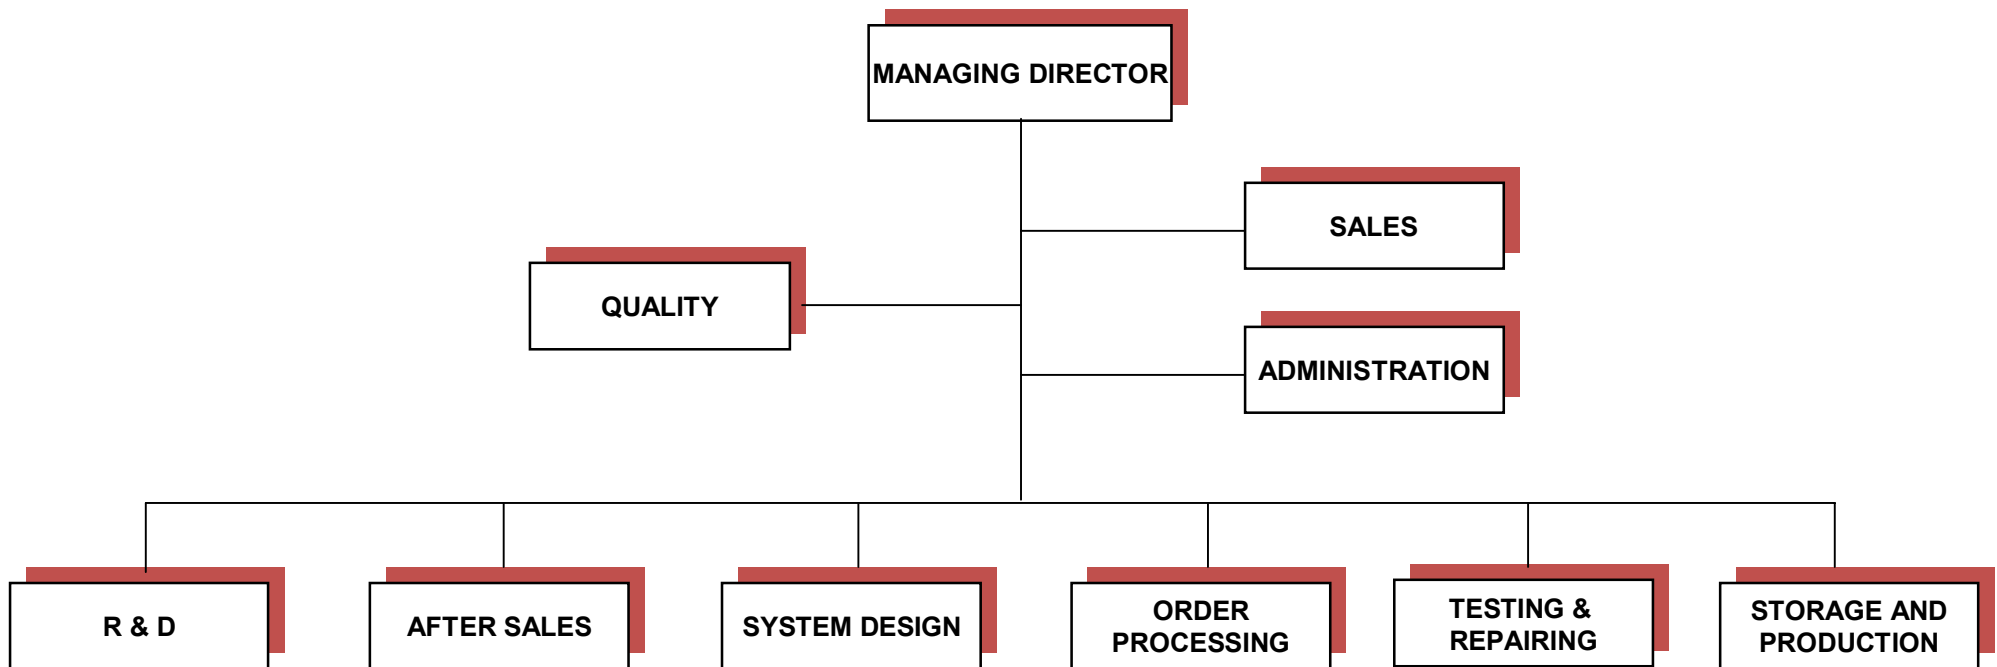 MANAGING DIRECTOR
SALES
QUALITY
ADMINISTRATION
R & D
AFTER SALES
SYSTEM DESIGN
ORDER
PROCESSING
TESTING &
REPAIRING
STORAGE AND
PRODUCTION